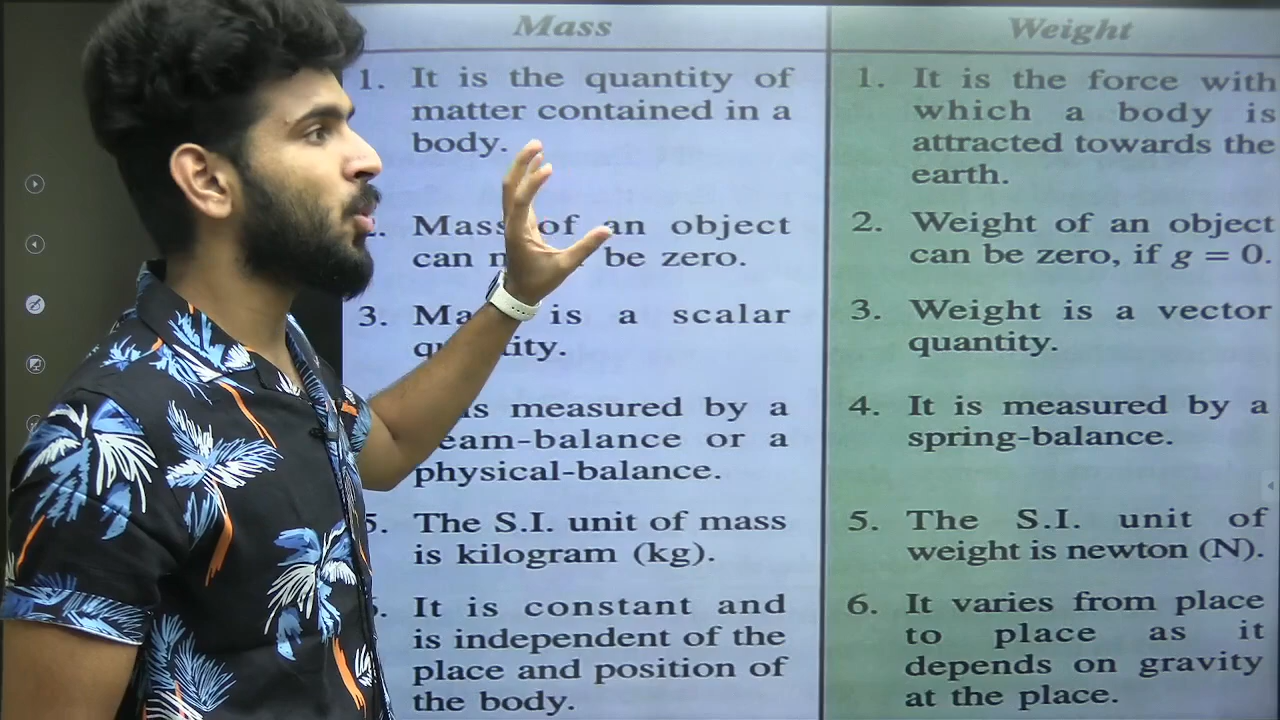 Mass
1. It is the quantity of
matter contained in a
body.
Mass of an object
can be zero.
3. is a scalar
measured by a
or a
physical-balance.
5. The S.I. unit of mass
is kilogram (kg).
It is constant and
is independent of the
place and position of
the body.
Weight
1. It is the force with
which a body is
attracted towards the
earth.
2. Weight of an object
can be zero, if g = 0.
3. Weight is a vector
quantity.
4. It is measured by a
spring-balance.
5. The S.I. unit of
weight is newton (N).
6. It varies from place
to place as it
depends on gravity
at the place.